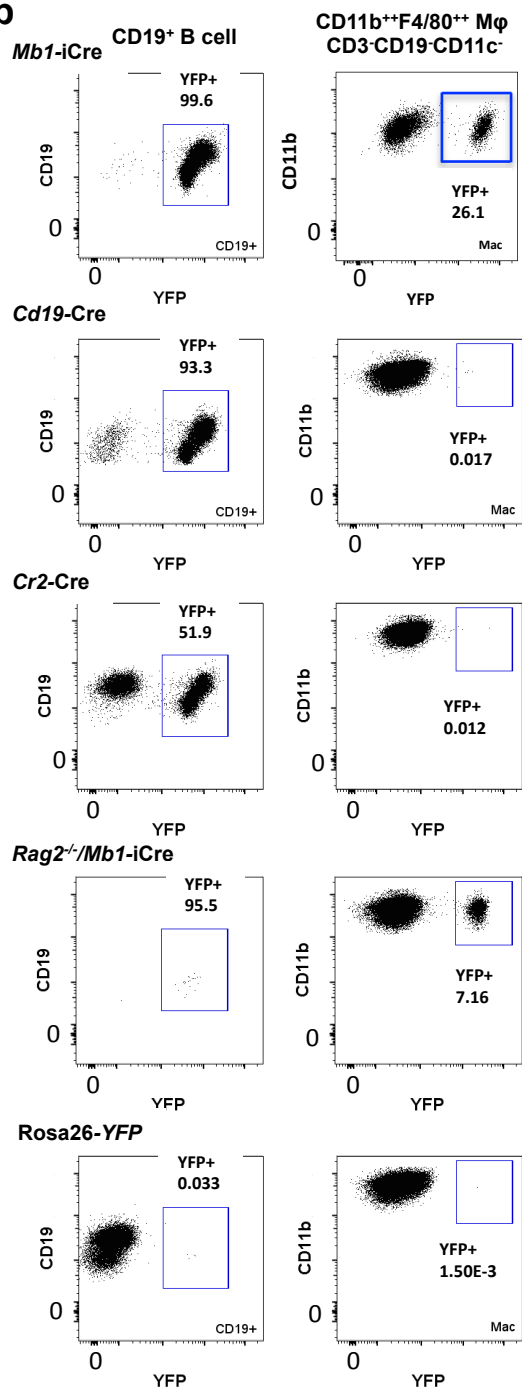 b
CD19⁺ B cell
CD11b⁺⁺F4/80⁺⁺ Mφ
CD3⁻CD19⁻CD11c⁻
Mb1-iCre
YFP+
99.6
CD19
0
CD19+
0
YFP
CD11b
YFP+
26.1
0
Mac
0
YFP
Cd19-Cre
YFP+
93.3
CD19
0
CD19+
0
YFP
CD11b
YFP+
0.017
0
Mac
0
YFP
Cr2-Cre
YFP+
51.9
CD19
0
0
YFP
CD11b
YFP+
0.012
0
0
YFP
Rag2⁻/⁻/Mb1-iCre
YFP+
95.5
CD19
0
0
YFP
CD11b
YFP+
7.16
0
0
YFP
Rosa26-YFP
YFP+
0.033
CD19
0
CD19+
0
YFP
CD11b
YFP+
1.50E-3
0
Mac
0
YFP